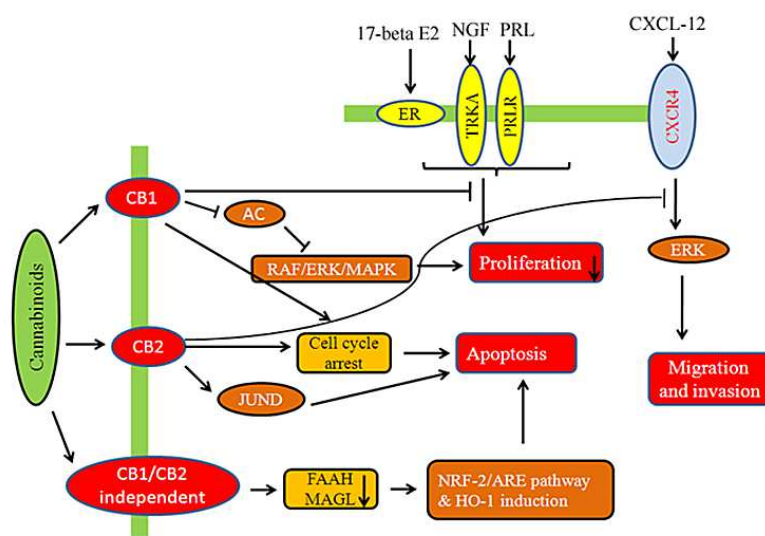 17-beta E2
NGF
PRL
CXCL-12
ER
TRKA
PRLR
CXCR4
CB1
AC
RAF/ERK/MAPK
Proliferation
ERK
Cannabinoids
CB2
Cell cycle
arrest
Apoptosis
JUND
Migration
and invasion
CB1/CB2
independent
FAAH
MAGL
NRF-2/ARE pathway
& HO-1 induction